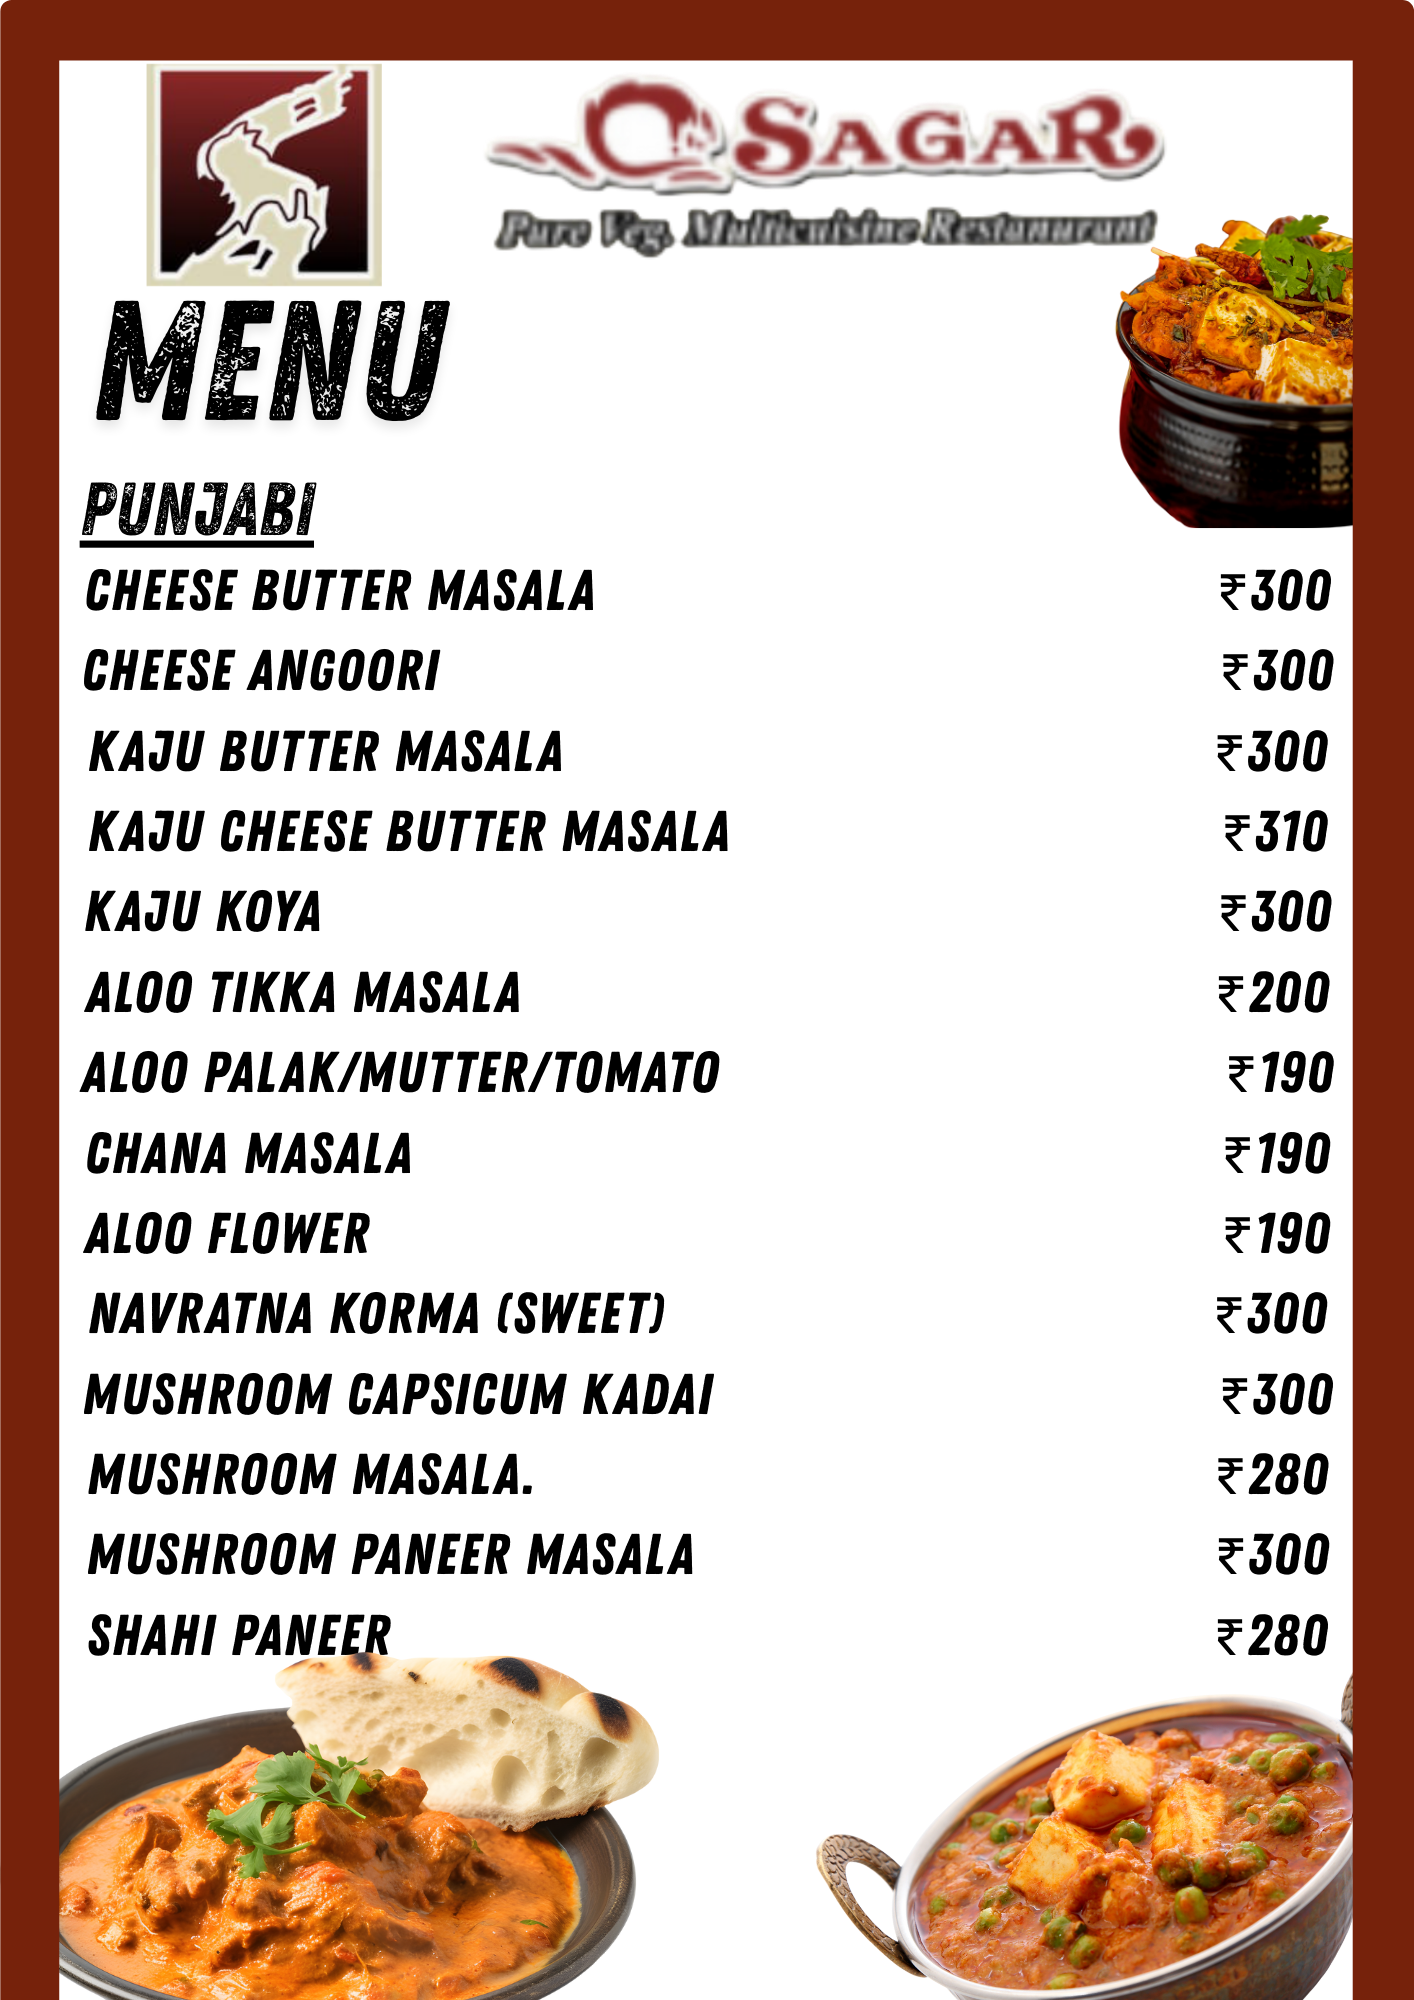 SAGAR
Pure Veg. Multicuisine Restanurant
MENU
PUNJABI
CHEESE BUTTER MASALA ₹300
CHEESE ANGOORI ₹300
KAJU BUTTER MASALA ₹300
KAJU CHEESE BUTTER MASALA ₹310
KAJU KOYA ₹300
ALOO TIKKA MASALA ₹200
ALOO PALAK/MUTTER/TOMATO ₹190
CHANA MASALA ₹190
ALOO FLOWER ₹190
NAVRATNA KORMA (SWEET) ₹300
MUSHROOM CAPSICUM KADAI ₹300
MUSHROOM MASALA. ₹280
MUSHROOM PANEER MASALA ₹300
SHAHI PANEER ₹280